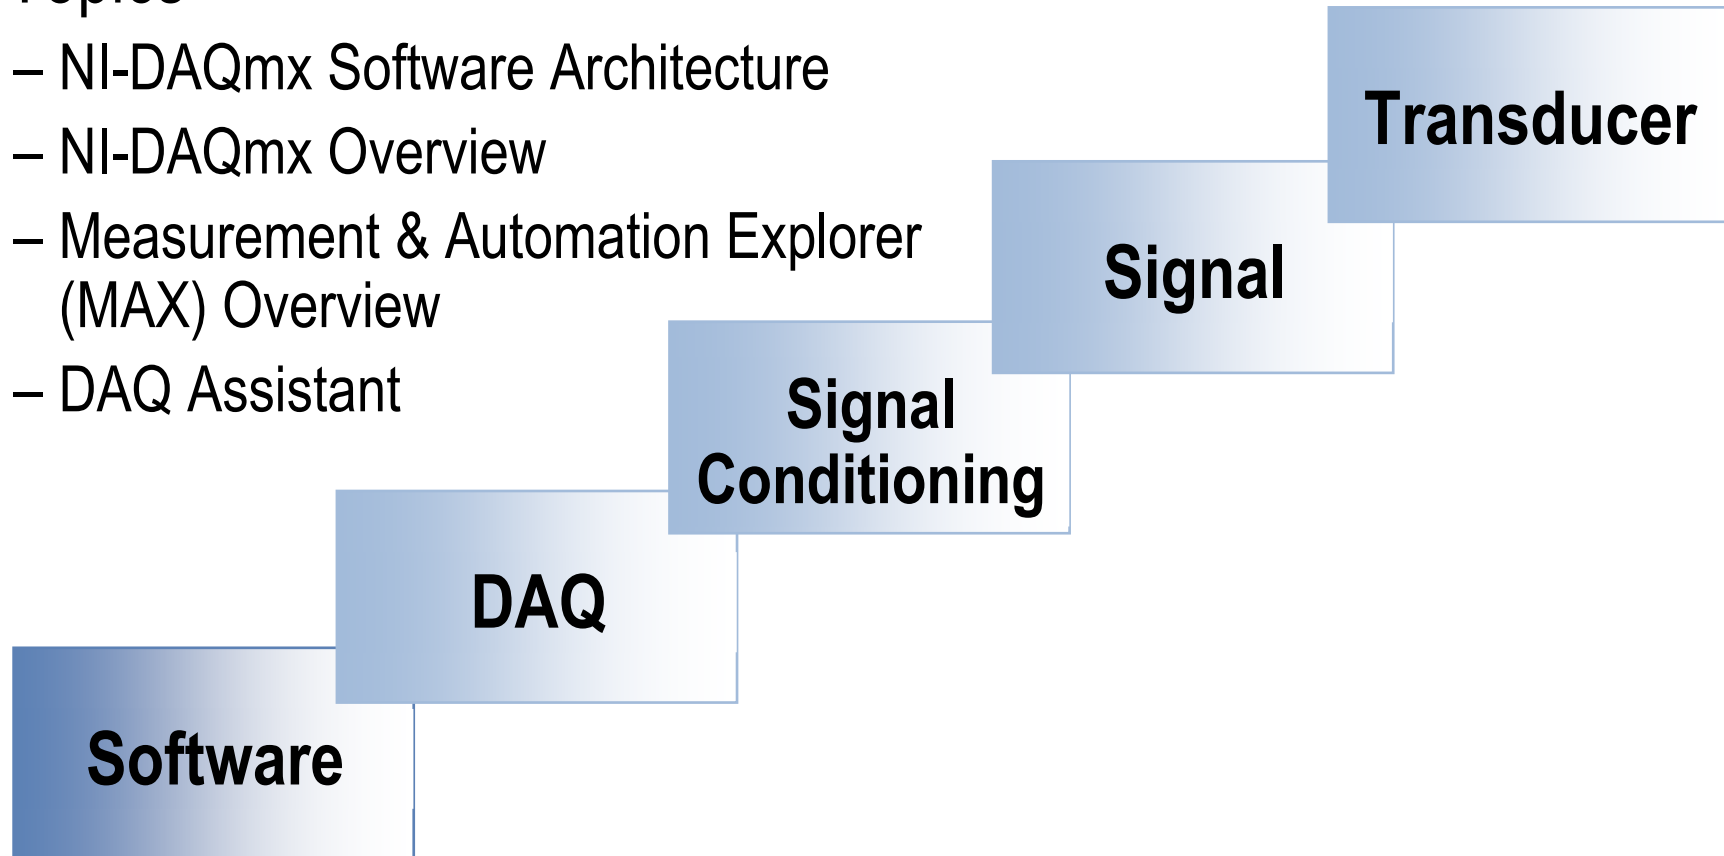 Topics
– NI-DAQmx Software Architecture
– NI-DAQmx Overview
– Measurement & Automation Explorer
(MAX) Overview
– DAQ Assistant
Transducer
Signal
Signal
Conditioning
DAQ
Software